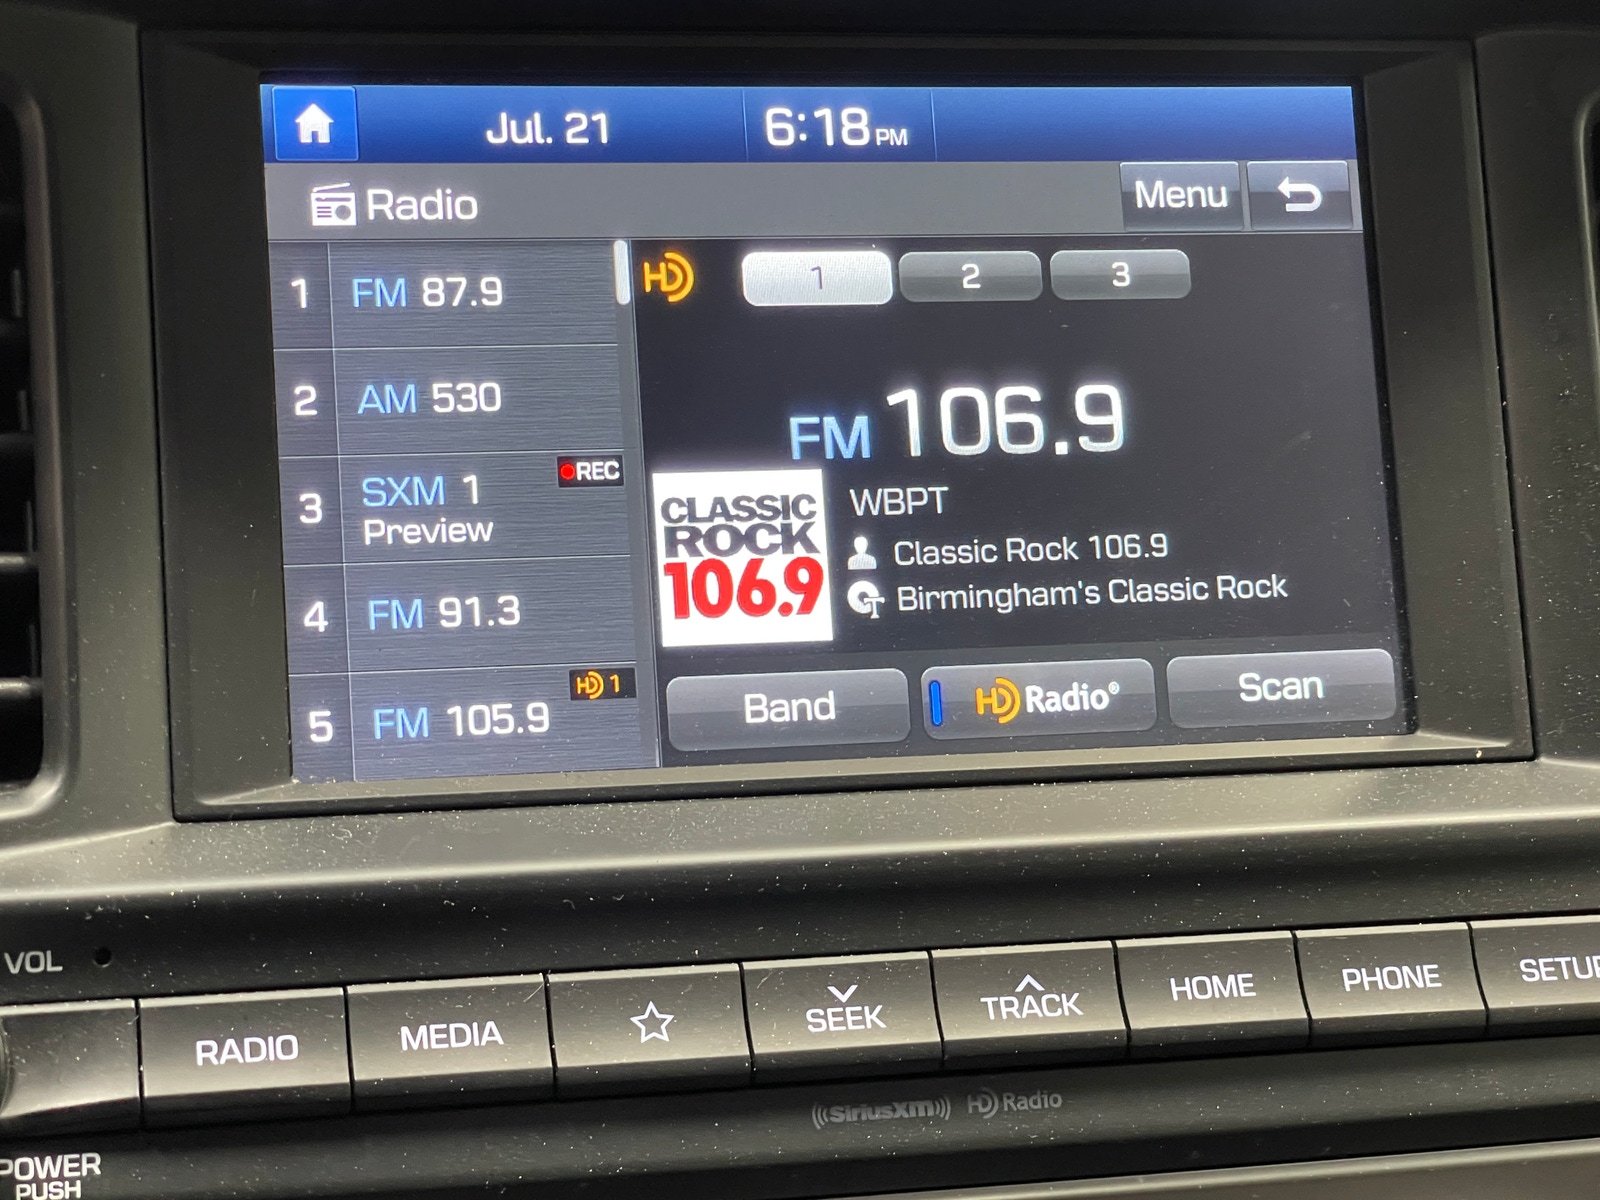 Jul. 21
6:18 PM
Radio
Menu
1 FM 87.9
2 AM 530
3 SXM 1
REC
Preview
4 FM 91.3
5 FM 105.9
HD 1
HD 1 2 3
FM 106.9
CLASSIC
ROCK
106.9
WBPT
Classic Rock 106.9
T Birmingham's Classic Rock
Band
HD Radio®
Scan
VOL
RADIO
MEDIA
SEEK
TRACK
HOME
PHONE
SETUP
(((SiriusXM))) HD Radio
POWER
PUSH